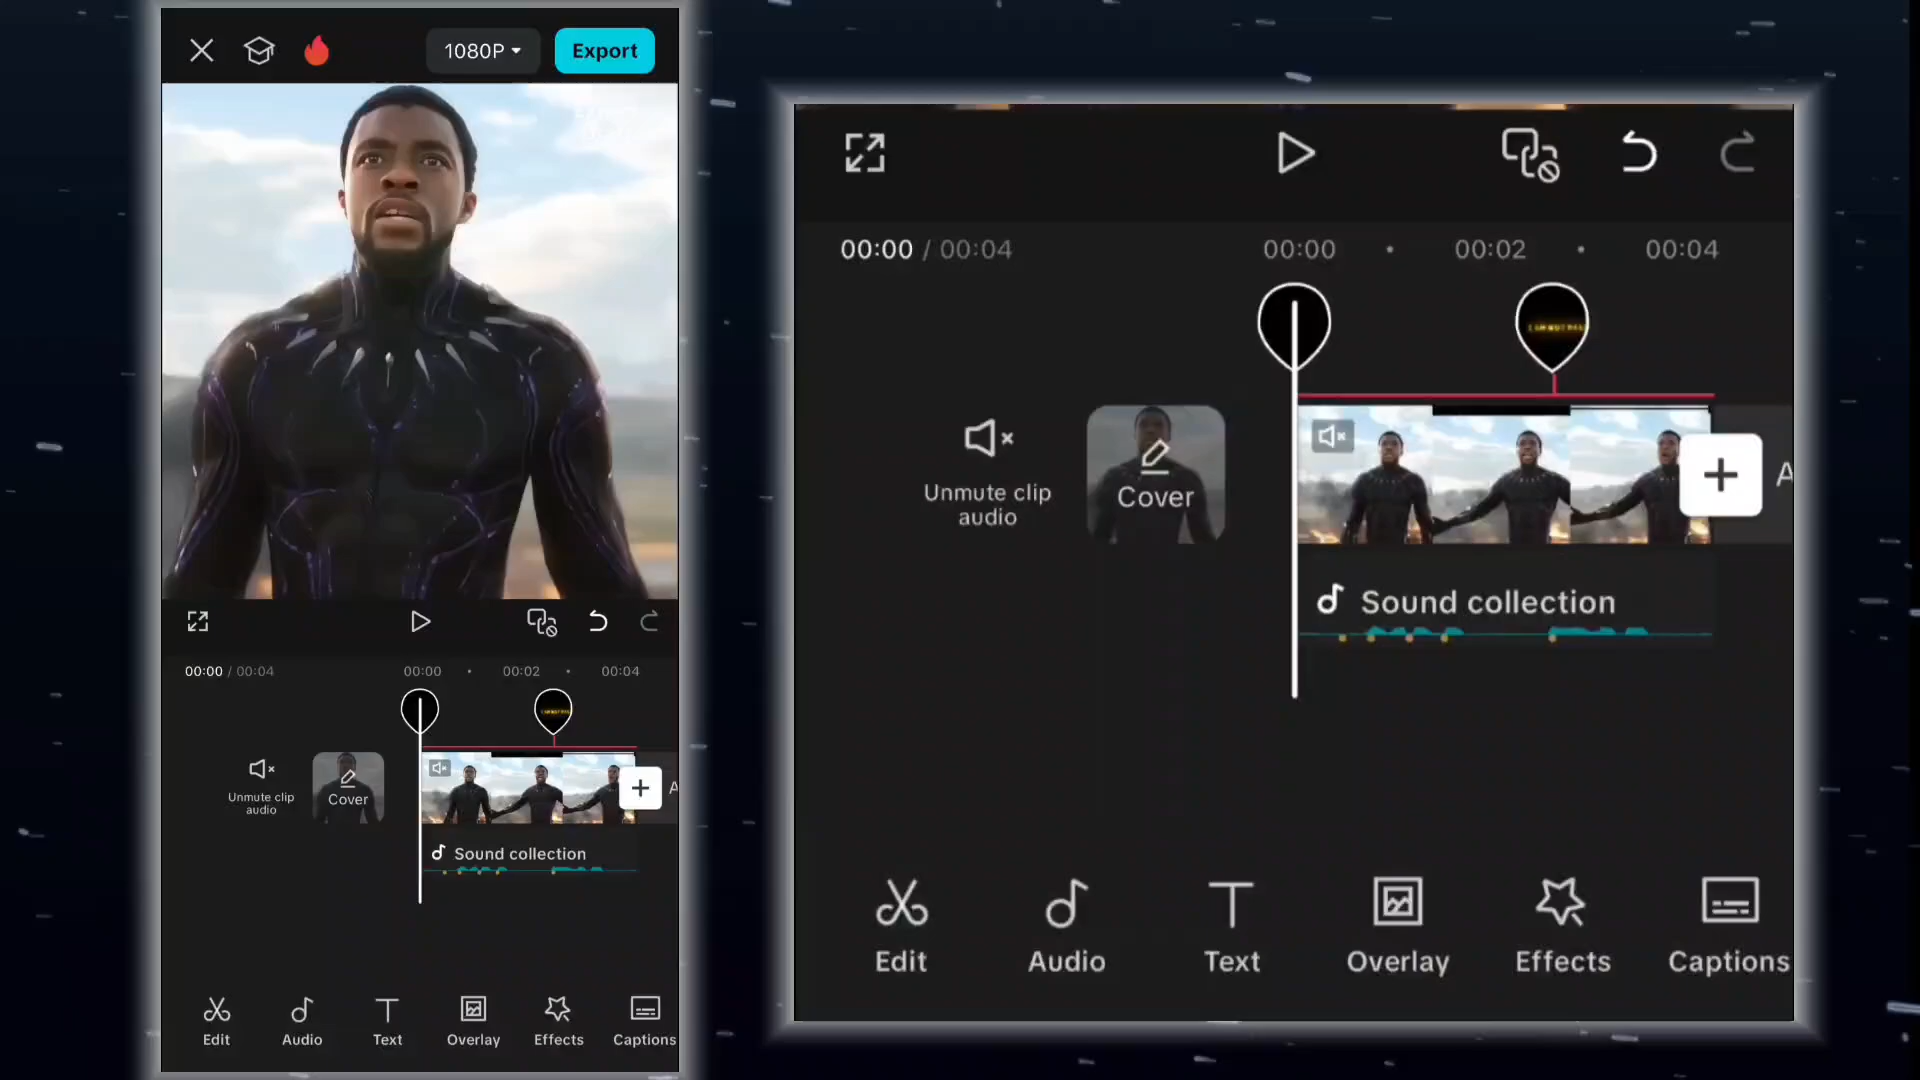 1080P
Export
00:00 / 00:04
00:00
00:02
00:04
Unmute clip
audio
Cover
Sound collection
Edit
Audio
Text
Overlay
Effects
Captions
00:00 / 00:04
00:00
00:02
00:04
Unmute clip
audio
Cover
A
Sound collection
Edit
Audio
Text
Overlay
Effects
Captions